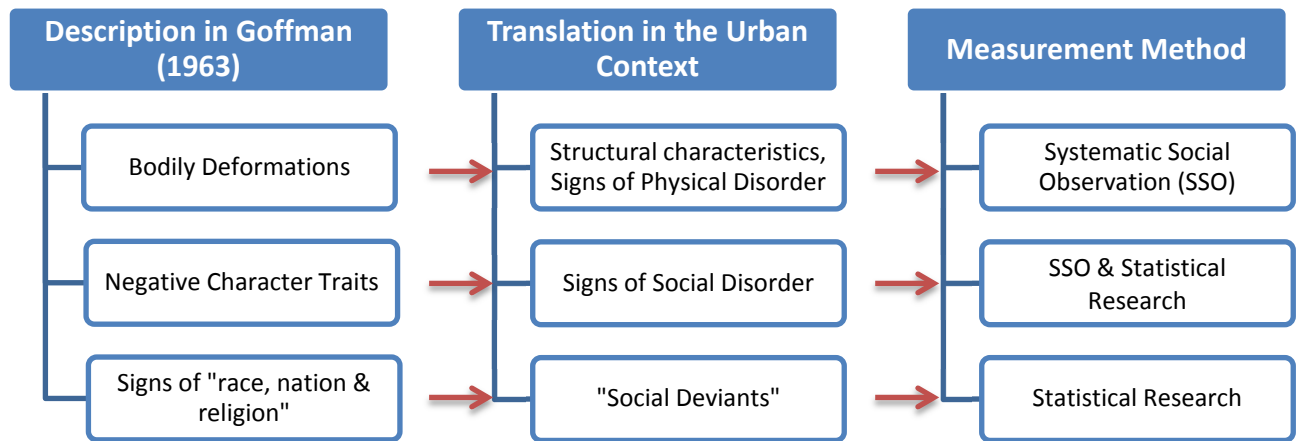 Description in Goffman
(1963)
Translation in the Urban
Context
Measurement Method
Bodily Deformations
Structural characteristics,
Signs of Physical Disorder
Systematic Social
Observation (SSO)
Negative Character Traits
Signs of Social Disorder
SSO & Statistical
Research
Signs of "race, nation &
religion"
"Social Deviants"
Statistical Research